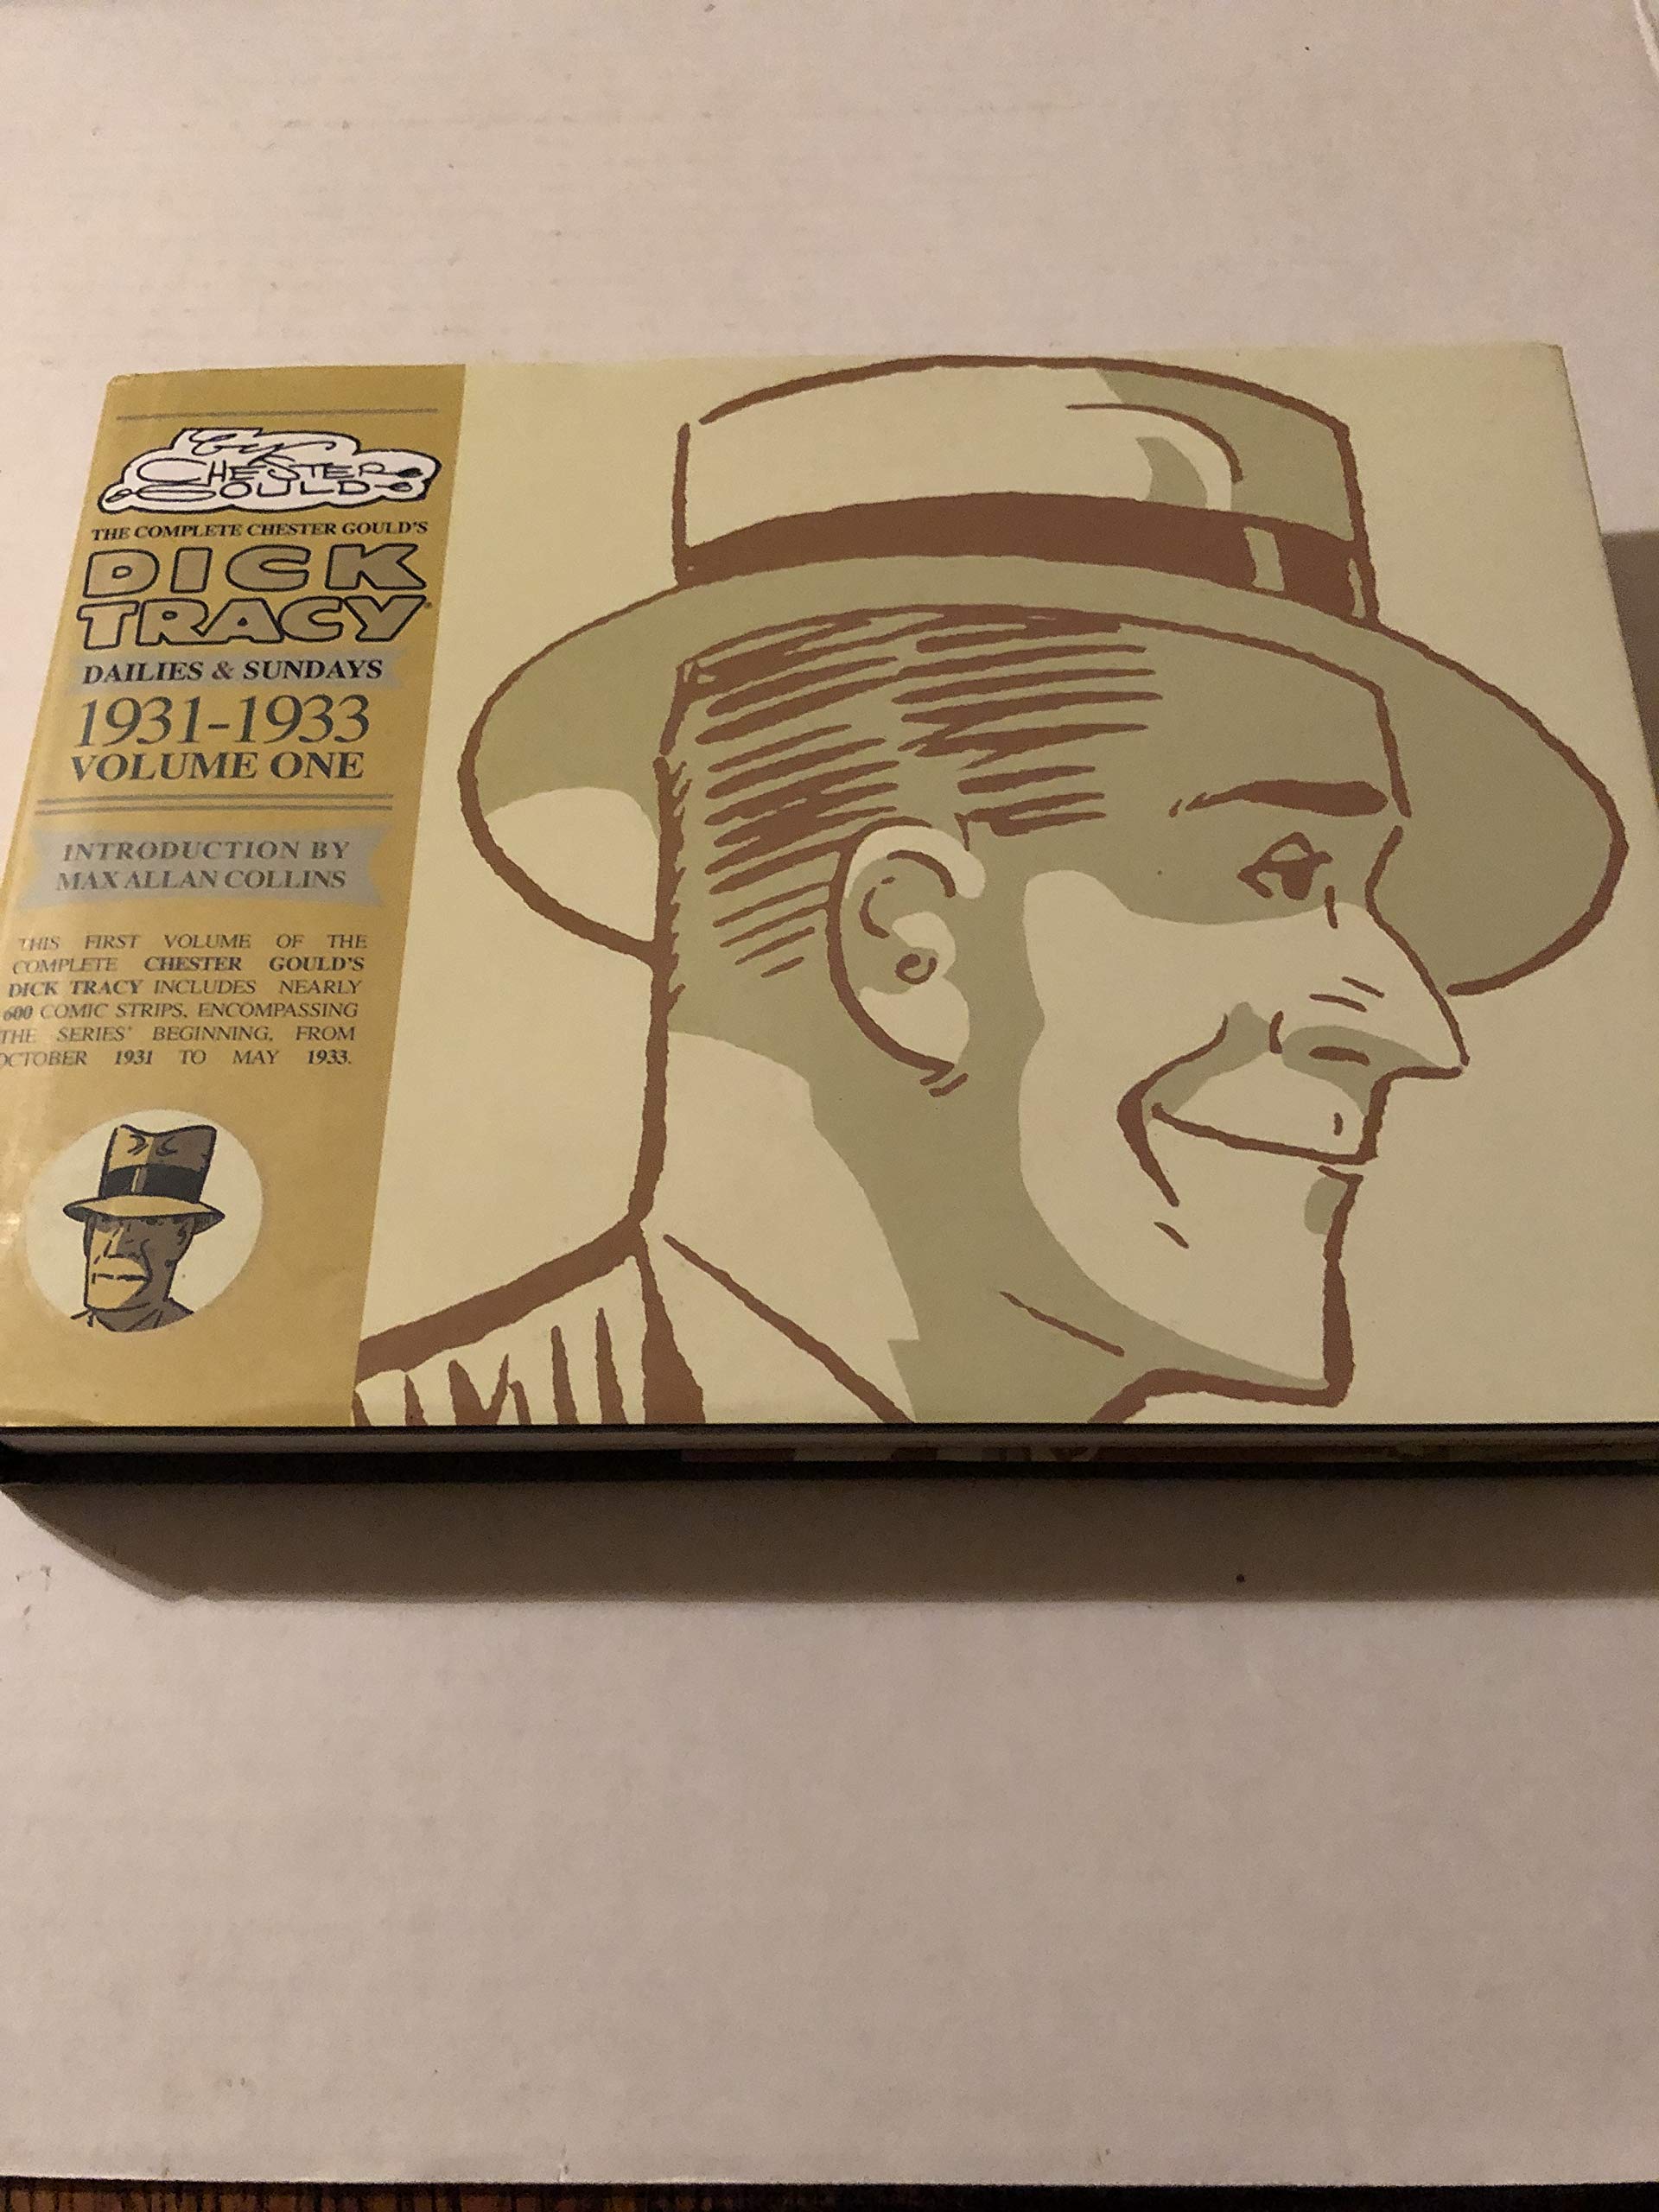 by
CHESTER
GOULD
THE COMPLETE CHESTER GOULD'S
DICK
TRACY®
DAILIES & SUNDAYS
1931-1933
VOLUME ONE
INTRODUCTION BY
MAX ALLAN COLLINS
THIS FIRST VOLUME OF THE
COMPLETE CHESTER GOULD'S
DICK TRACY INCLUDES NEARLY
600 COMIC STRIPS, ENCOMPASSING
THE SERIES' BEGINNING, FROM
OCTOBER 1931 TO MAY 1933.